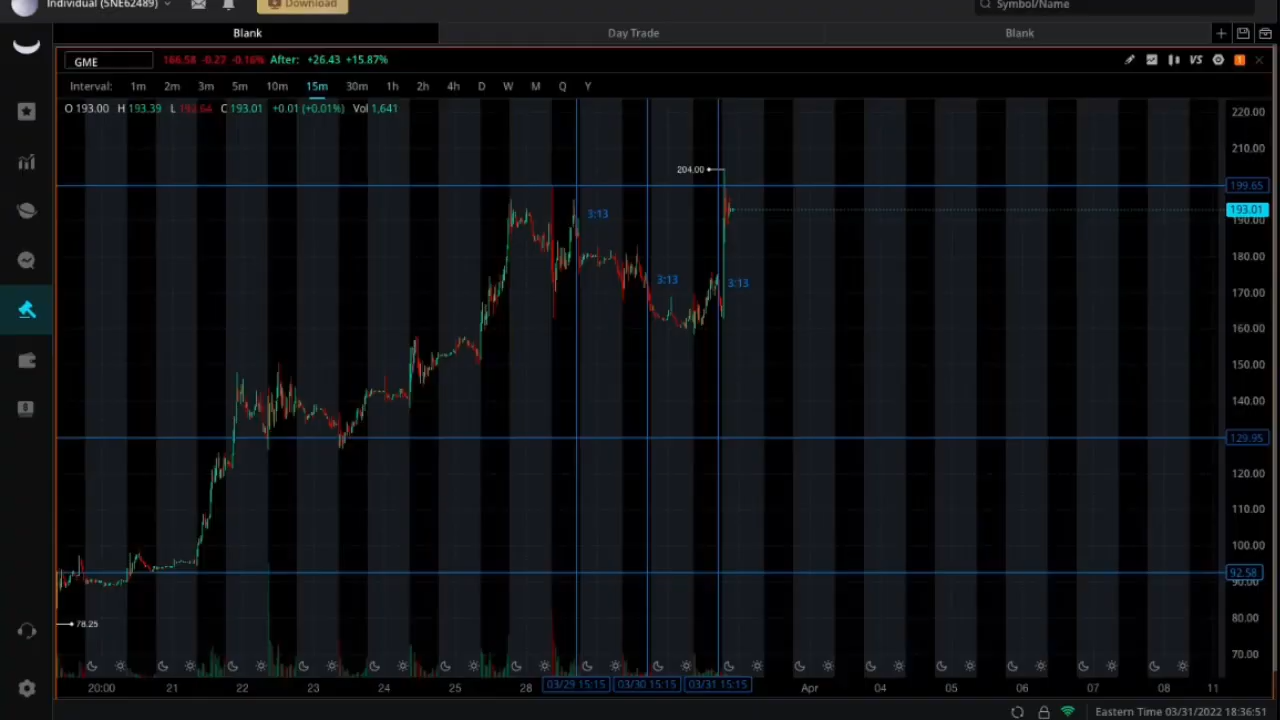 Individual (5NE62489)
Download
Symbol/Name
Blank
Day Trade
Blank
GME 166.58 -0.27 -0.16% After: +26.43 +15.87%
VS
1
Interval: 1m 2m 3m 5m 10m 15m 30m 1h 2h 4h D W M Q Y
O 193.00 H 193.39 L 192.64 C 193.01 +0.01 (+0.01%) Vol 1,641
220.00
210.00
204.00
199.65
193.01
190.00
3:13
180.00
3:13
3:13
170.00
160.00
150.00
140.00
129.95
120.00
110.00
100.00
92.58
90.00
80.00
78.25
70.00
20:00 21 22 23 24 25 28 03/29 15:15 03/30 15:15 03/31 15:15 Apr 04 05 06 07 08 11
Eastern Time 03/31/2022 18:36:51